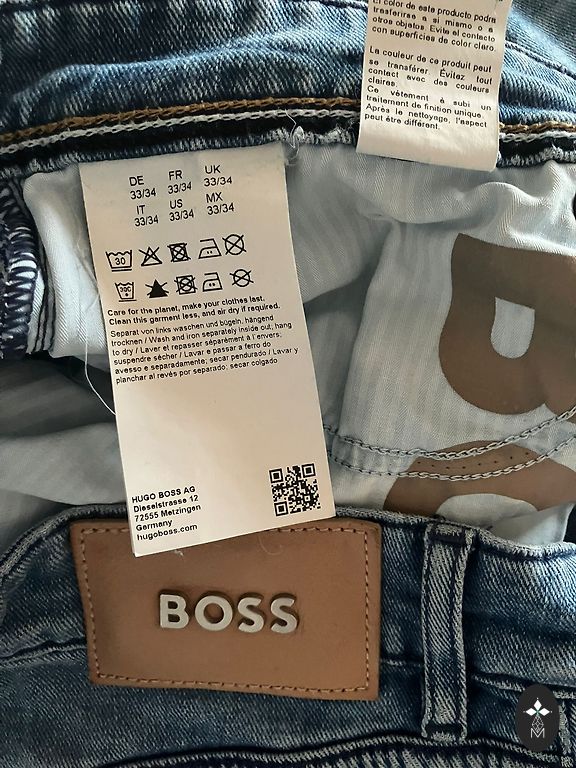 El color de este producto podrá
trasferirse a si mismo o a
otros objetos. Evite el contacto
con superficies de color claro.
La couleur de ce produit peut
se transférer. Évitez tout
contact avec des couleurs
claires.
Ce vêtement à subi un
traitement de finition unique.
Après le nettoyage, l'aspect
peut être différent.
DE FR UK
33/34 33/34 33/34
IT US MX
33/34 33/34 33/34
30
30C
Care for the planet, make your clothes last.
Clean this garment less, and air dry if required.
Separat von links waschen und bügeln, hängend
trocknen / Wash and iron separately inside out; hang
to dry / Laver et repasser séparément à l'envers;
suspendre sécher / Lavar e passar a ferro do
avesso e separadamente; secar pendurado / Lavar y
planchar al revés por separado; secar colgado
HUGO BOSS AG
Dieselstrasse 12
72555 Metzingen
Germany
hugoboss.com
B
BOSS
M